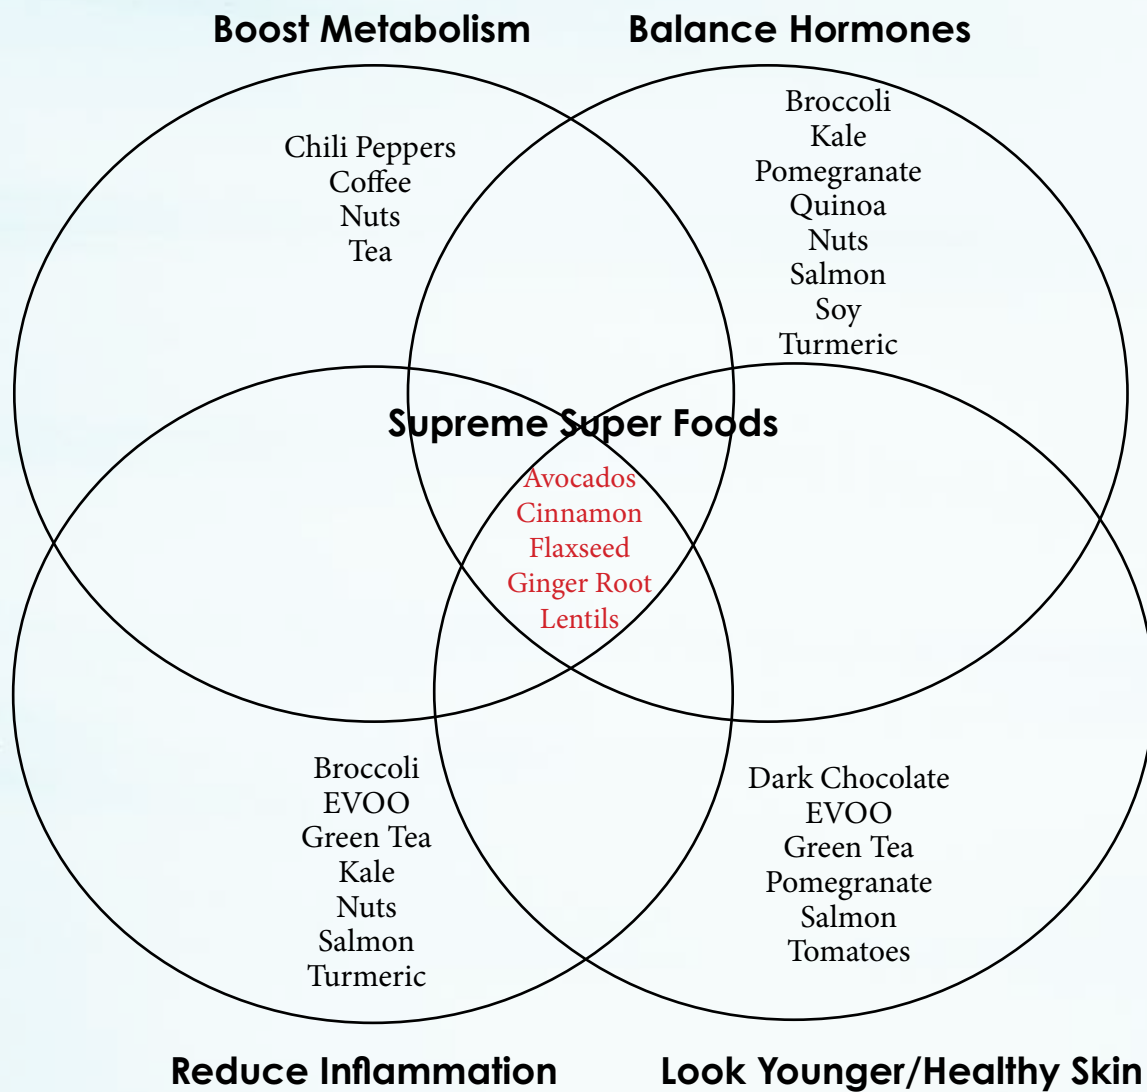 Boost Metabolism
Balance Hormones
Chili Peppers
Coffee
Nuts
Tea
Broccoli
Kale
Pomegranate
Quinoa
Nuts
Salmon
Soy
Turmeric
Supreme Super Foods
Avocados
Cinnamon
Flaxseed
Ginger Root
Lentils
Broccoli
EVOO
Green Tea
Kale
Nuts
Salmon
Turmeric
Dark Chocolate
EVOO
Green Tea
Pomegranate
Salmon
Tomatoes
Reduce Inflammation
Look Younger/Healthy Skin